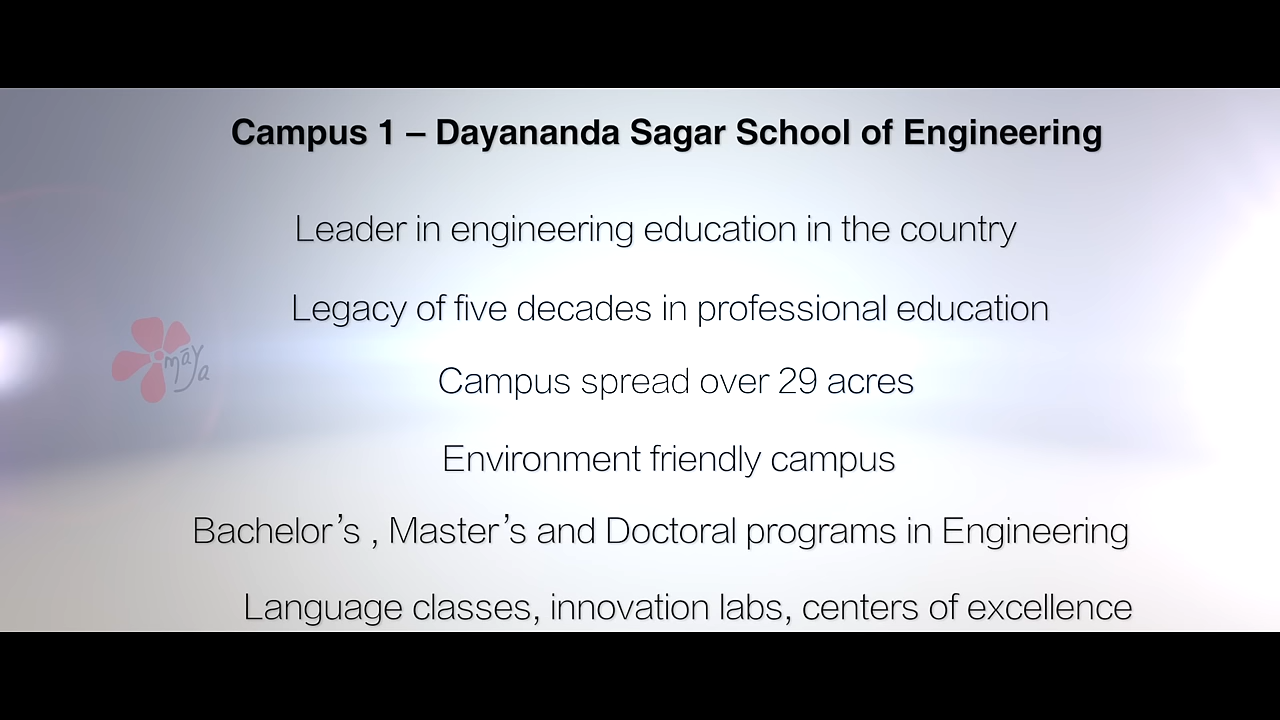 Campus 1 – Dayananda Sagar School of Engineering
Leader in engineering education in the country
Legacy of five decades in professional education
māya
Campus spread over 29 acres
Environment friendly campus
Bachelor’s , Master’s and Doctoral programs in Engineering
Language classes, innovation labs, centers of excellence